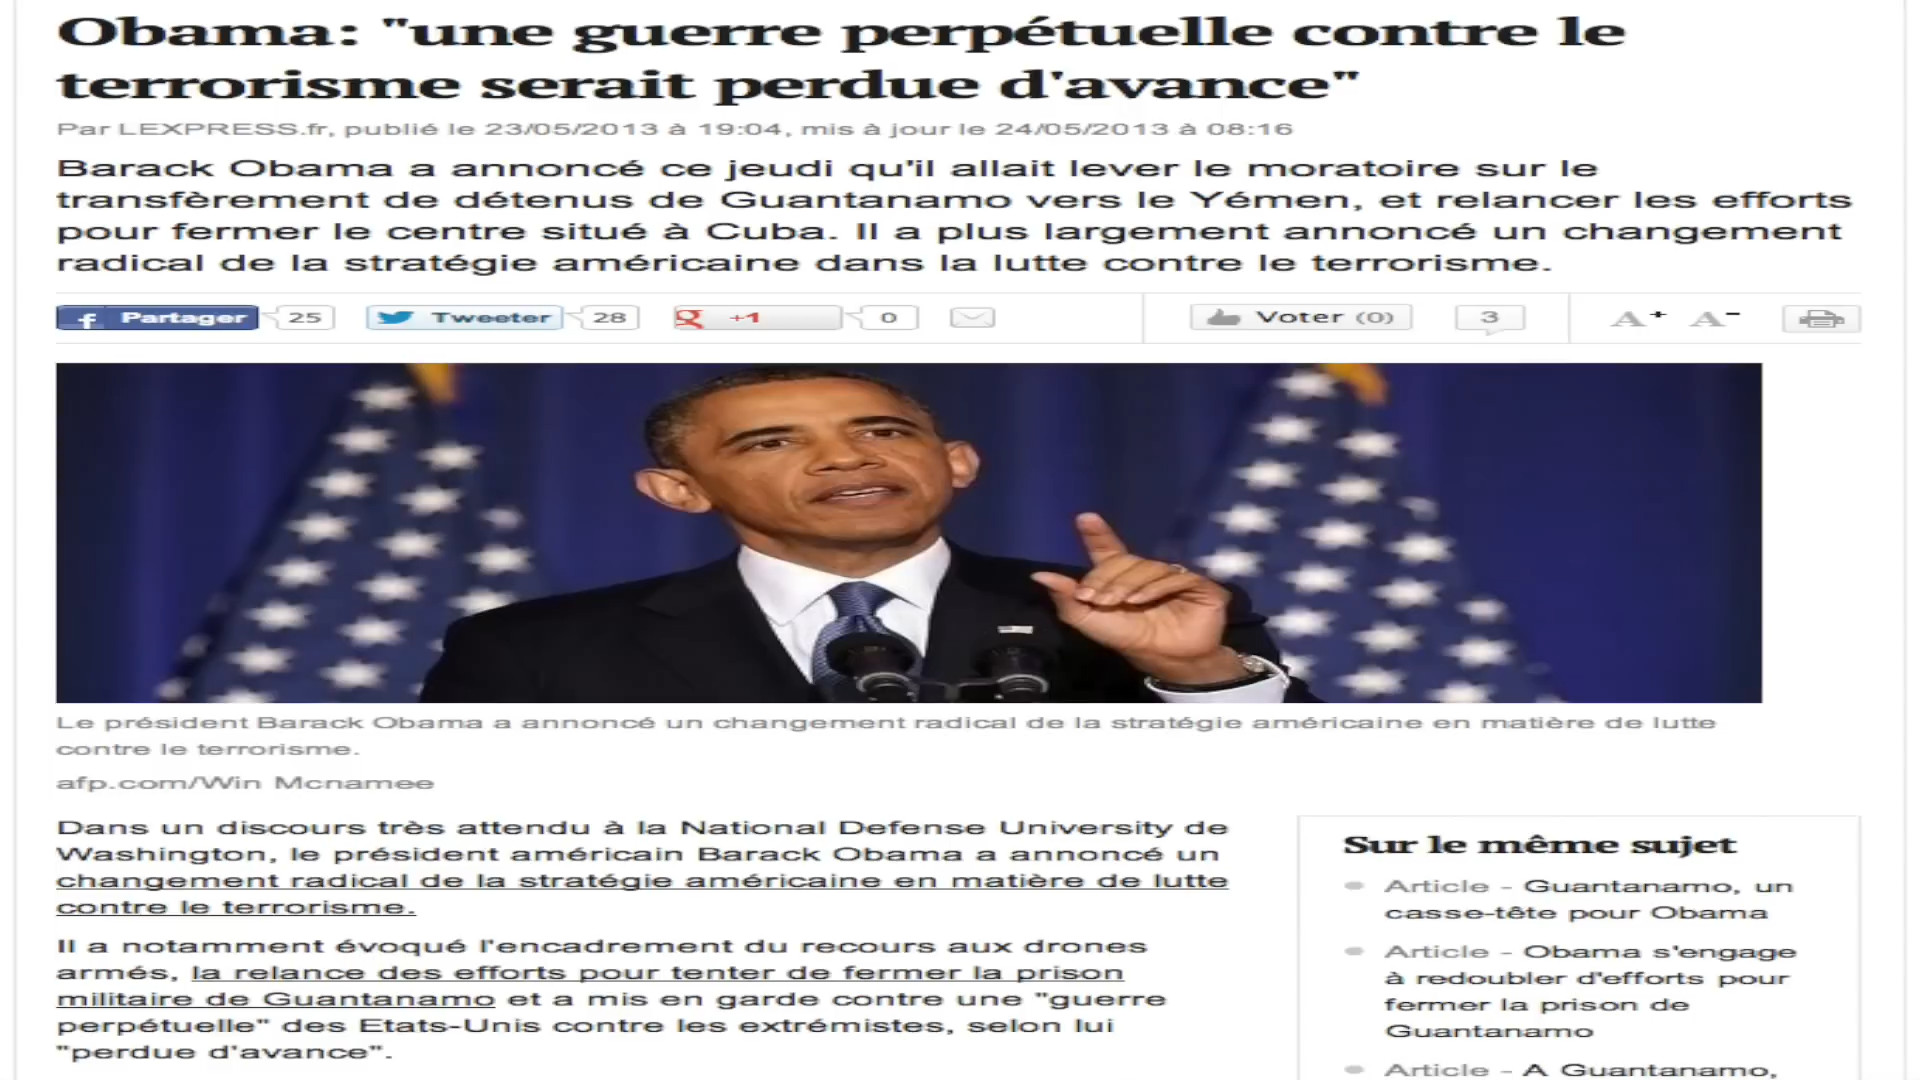 Obama: "une guerre perpétuelle contre le
terrorisme serait perdue d'avance"
Par LEXPRESS.fr, publié le 23/05/2013 à 19:04, mis à jour le 24/05/2013 à 08:16
Barack Obama a annoncé ce jeudi qu'il allait lever le moratoire sur le
transfèrement de détenus de Guantanamo vers le Yémen, et relancer les efforts
pour fermer le centre situé à Cuba. Il a plus largement annoncé un changement
radical de la stratégie américaine dans la lutte contre le terrorisme.
f Partager 25 Tweeter 28 g +1 0 Voter (0) 3 A+ A-
Le président Barack Obama a annoncé un changement radical de la stratégie américaine en matière de lutte
contre le terrorisme.
afp.com/Win Mcnamee
Dans un discours très attendu à la National Defense University de
Washington, le président américain Barack Obama a annoncé un
changement radical de la stratégie américaine en matière de lutte
contre le terrorisme.
Il a notamment évoqué l'encadrement du recours aux drones
armés, la relance des efforts pour tenter de fermer la prison
militaire de Guantanamo et a mis en garde contre une "guerre
perpétuelle" des Etats-Unis contre les extrémistes, selon lui
"perdue d'avance".
Sur le même sujet
Article - Guantanamo, un
casse-tête pour Obama
Article - Obama s'engage
à redoubler d'efforts pour
fermer la prison de
Guantanamo
Article - A Guantanamo,